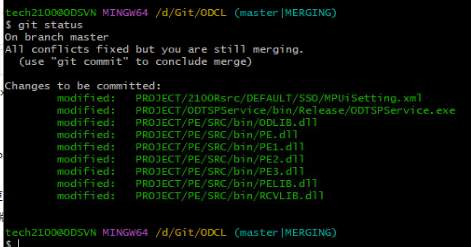 tech2100@ODSVN MINGW64 /d/Git/ODCL (master|MERGING)
$ git status
On branch master
All conflicts fixed but you are still merging.
  (use "git commit" to conclude merge)

Changes to be committed:
        modified:   PROJECT/2100Rsrc/DEFAULT/SSO/MPUiSetting.xml
        modified:   PROJECT/ODTSPService/bin/Release/ODTSPService.exe
        modified:   PROJECT/PE/SRC/bin/ODLIB.dll
        modified:   PROJECT/PE/SRC/bin/PE.dll
        modified:   PROJECT/PE/SRC/bin/PE1.dll
        modified:   PROJECT/PE/SRC/bin/PE2.dll
        modified:   PROJECT/PE/SRC/bin/PE3.dll
        modified:   PROJECT/PE/SRC/bin/PELIB.dll
        modified:   PROJECT/PE/SRC/bin/RCVLIB.dll

tech2100@ODSVN MINGW64 /d/Git/ODCL (master|MERGING)
$